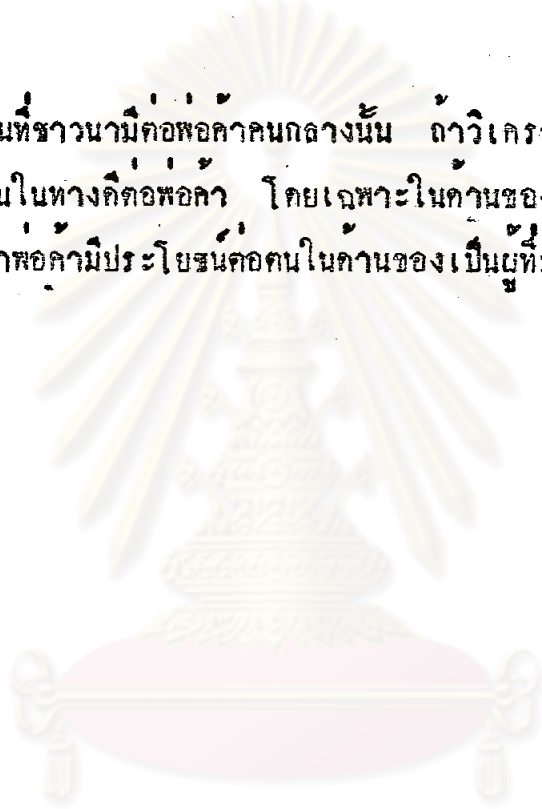 นที่ชาวนามีต่อพ่อค้าคนกลางนั้น ถ้าวิเคร
นในทางดีต่อพ่อค้า โดยเฉพาะในด้านของ
พ่อค้ามีประโยชน์ต่อตนในด้านของเป็นผู้ที่